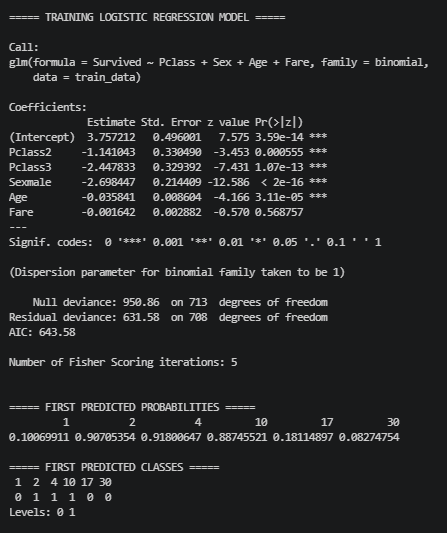 ===== TRAINING LOGISTIC REGRESSION MODEL =====
Call:
glm(formula = Survived ~ Pclass + Sex + Age + Fare, family = binomial,
    data = train_data)
Coefficients:
             Estimate Std. Error z value Pr(>|z|)
(Intercept)  3.757212   0.496001   7.575 3.59e-14 ***
Pclass2     -1.141043   0.330490  -3.453 0.000555 ***
Pclass3     -2.447833   0.329392  -7.431 1.07e-13 ***
Sexmale     -2.698447   0.214409 -12.586  < 2e-16 ***
Age         -0.035841   0.008604  -4.166 3.11e-05 ***
Fare        -0.001642   0.002882  -0.570 0.568757
---
Signif. codes:  0 '***' 0.001 '**' 0.01 '*' 0.05 '.' 0.1 ' ' 1
(Dispersion parameter for binomial family taken to be 1)
    Null deviance: 950.86  on 713  degrees of freedom
Residual deviance: 631.58  on 708  degrees of freedom
AIC: 643.58
Number of Fisher Scoring iterations: 5
===== FIRST PREDICTED PROBABILITIES =====
         1          2          4         10         17         30
0.10069911 0.90705354 0.91800647 0.88745521 0.18114897 0.08274754
===== FIRST PREDICTED CLASSES =====
 1  2  4 10 17 30
 0  1  1  1  0  0
Levels: 0 1